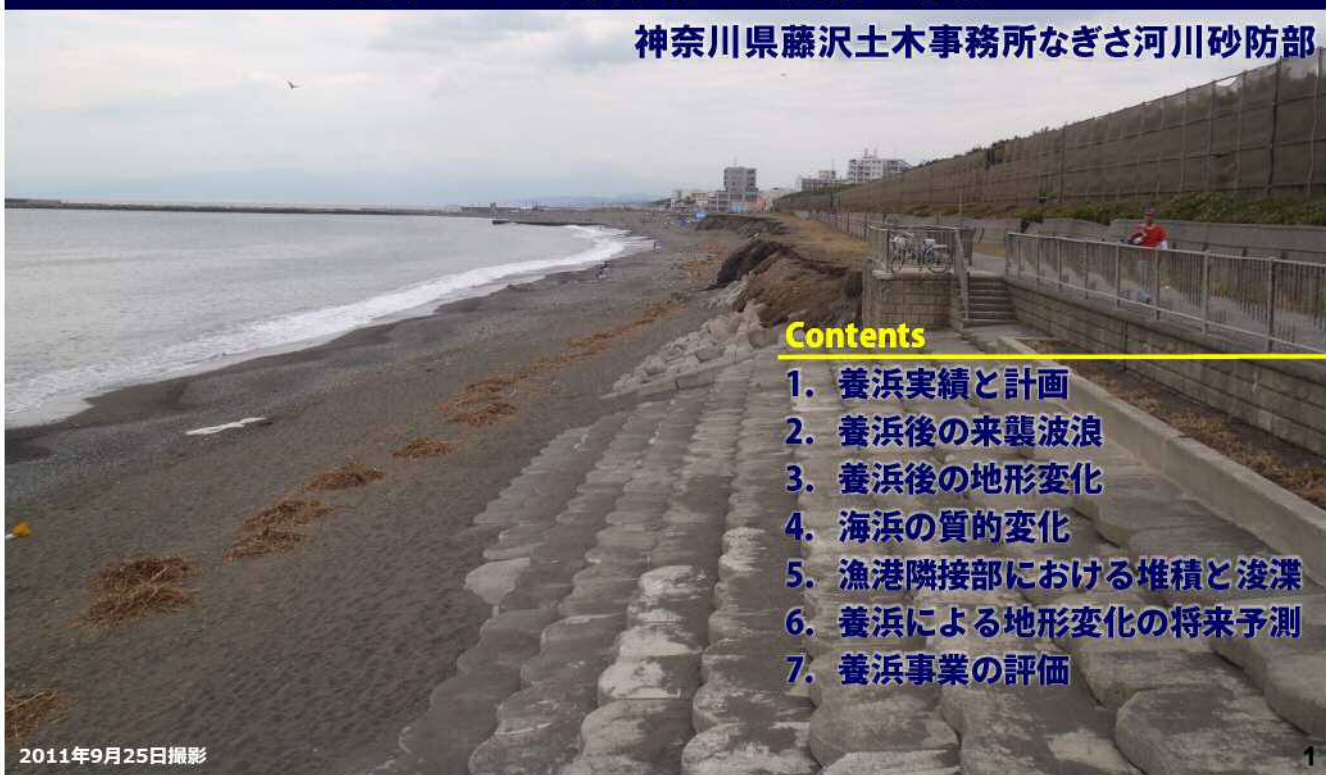 神奈川県藤沢土木事務所なぎさ河川砂防部
Contents
1. 養浜実績と計画
2. 養浜後の来襲波浪
3. 養浜後の地形変化
4. 海浜の質的変化
5. 漁港隣接部における堆積と浚渫
6. 養浜による地形変化の将来予測
7. 養浜事業の評価
2011年9月25日撮影
1